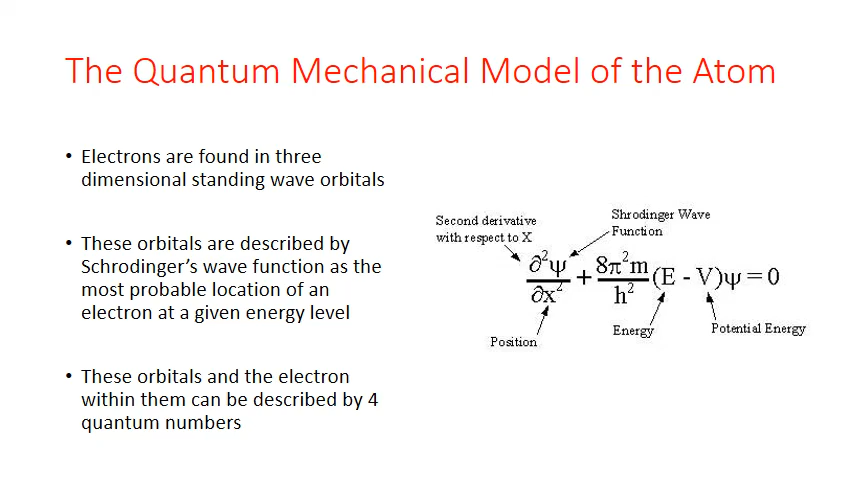 The Quantum Mechanical Model of the Atom
• Electrons are found in three
dimensional standing wave orbitals
• These orbitals are described by
Schrodinger's wave function as the
most probable location of an
electron at a given energy level
• These orbitals and the electron
within them can be described by 4
quantum numbers
Second derivative
with respect to X
Shrodinger Wave
Function
∂²ψ/∂x² + 8π²m/h² (E - V)ψ = 0
Position
Energy
Potential Energy